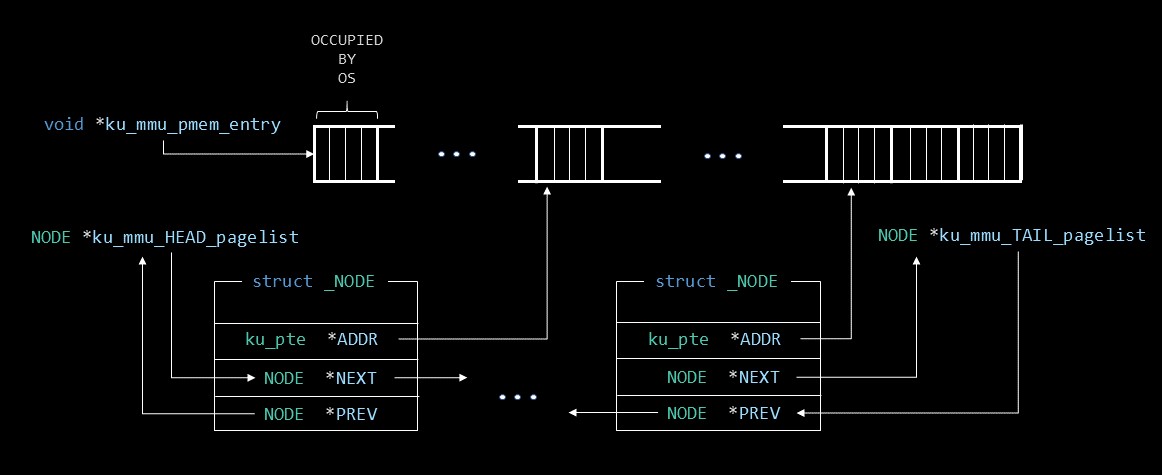 OCCUPIED
BY
OS
void *ku_mmu_pmem_entry
NODE *ku_mmu_HEAD_pagelist
NODE *ku_mmu_TAIL_pagelist
struct _NODE
ku_pte *ADDR
NODE *NEXT
NODE *PREV
struct _NODE
ku_pte *ADDR
NODE *NEXT
NODE *PREV